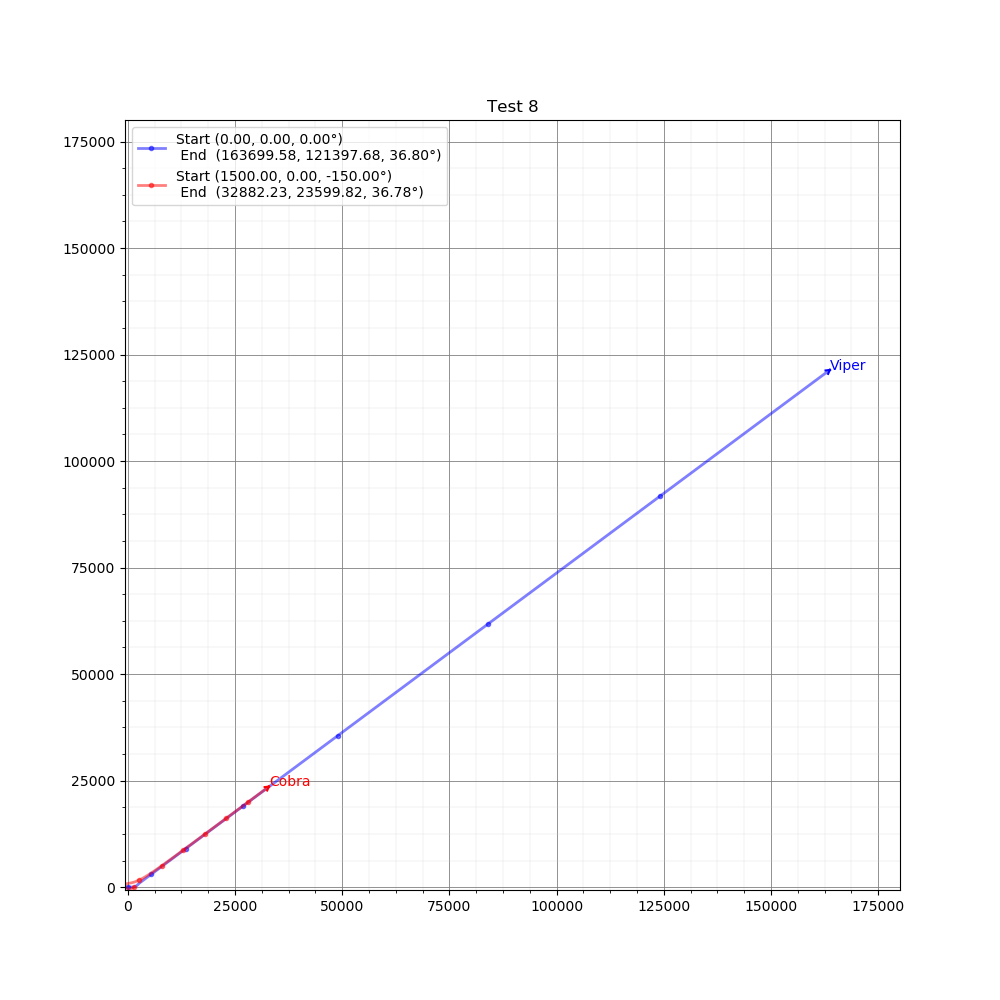 Test 8
Start (0.00, 0.00, 0.00°)
End (163699.58, 121397.68, 36.80°)
Start (1500.00, 0.00, -150.00°)
End (32882.23, 23599.82, 36.78°)
175000
150000
125000
Viper
100000
75000
50000
25000
Cobra
0
0 25000 50000 75000 100000 125000 150000 175000